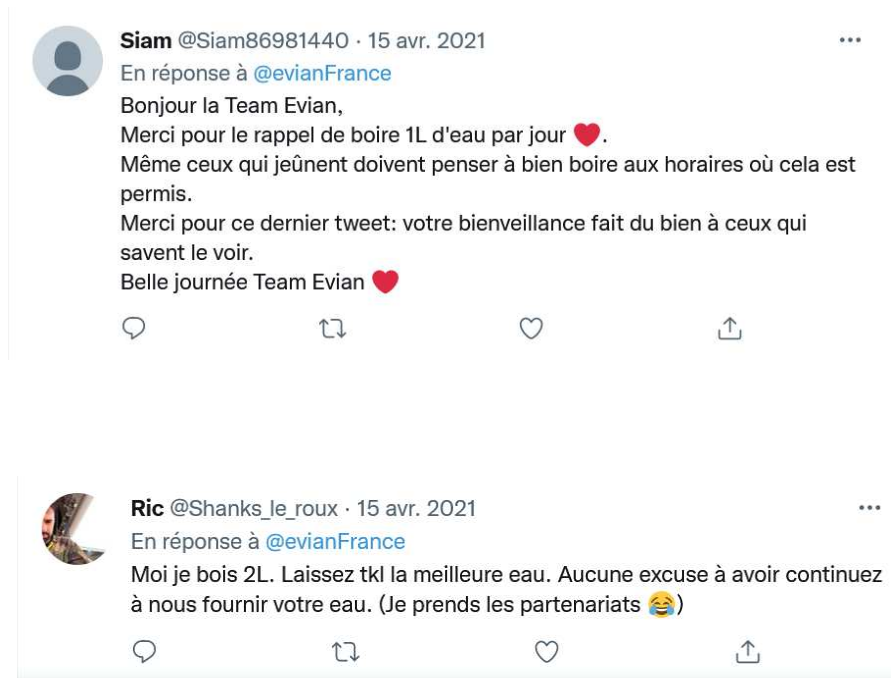 Siam @Siam86981440 · 15 avr. 2021
En réponse à @evianFrance
Bonjour la Team Evian,
Merci pour le rappel de boire 1L d'eau par jour ❤️.
Même ceux qui jeûnent doivent penser à bien boire aux horaires où cela est
permis.
Merci pour ce dernier tweet: votre bienveillance fait du bien à ceux qui
savent le voir.
Belle journée Team Evian ❤️
Ric @Shanks_le_roux · 15 avr. 2021
En réponse à @evianFrance
Moi je bois 2L. Laissez tkl la meilleure eau. Aucune excuse à avoir continuez
à nous fournir votre eau. (Je prends les partenariats 😂)